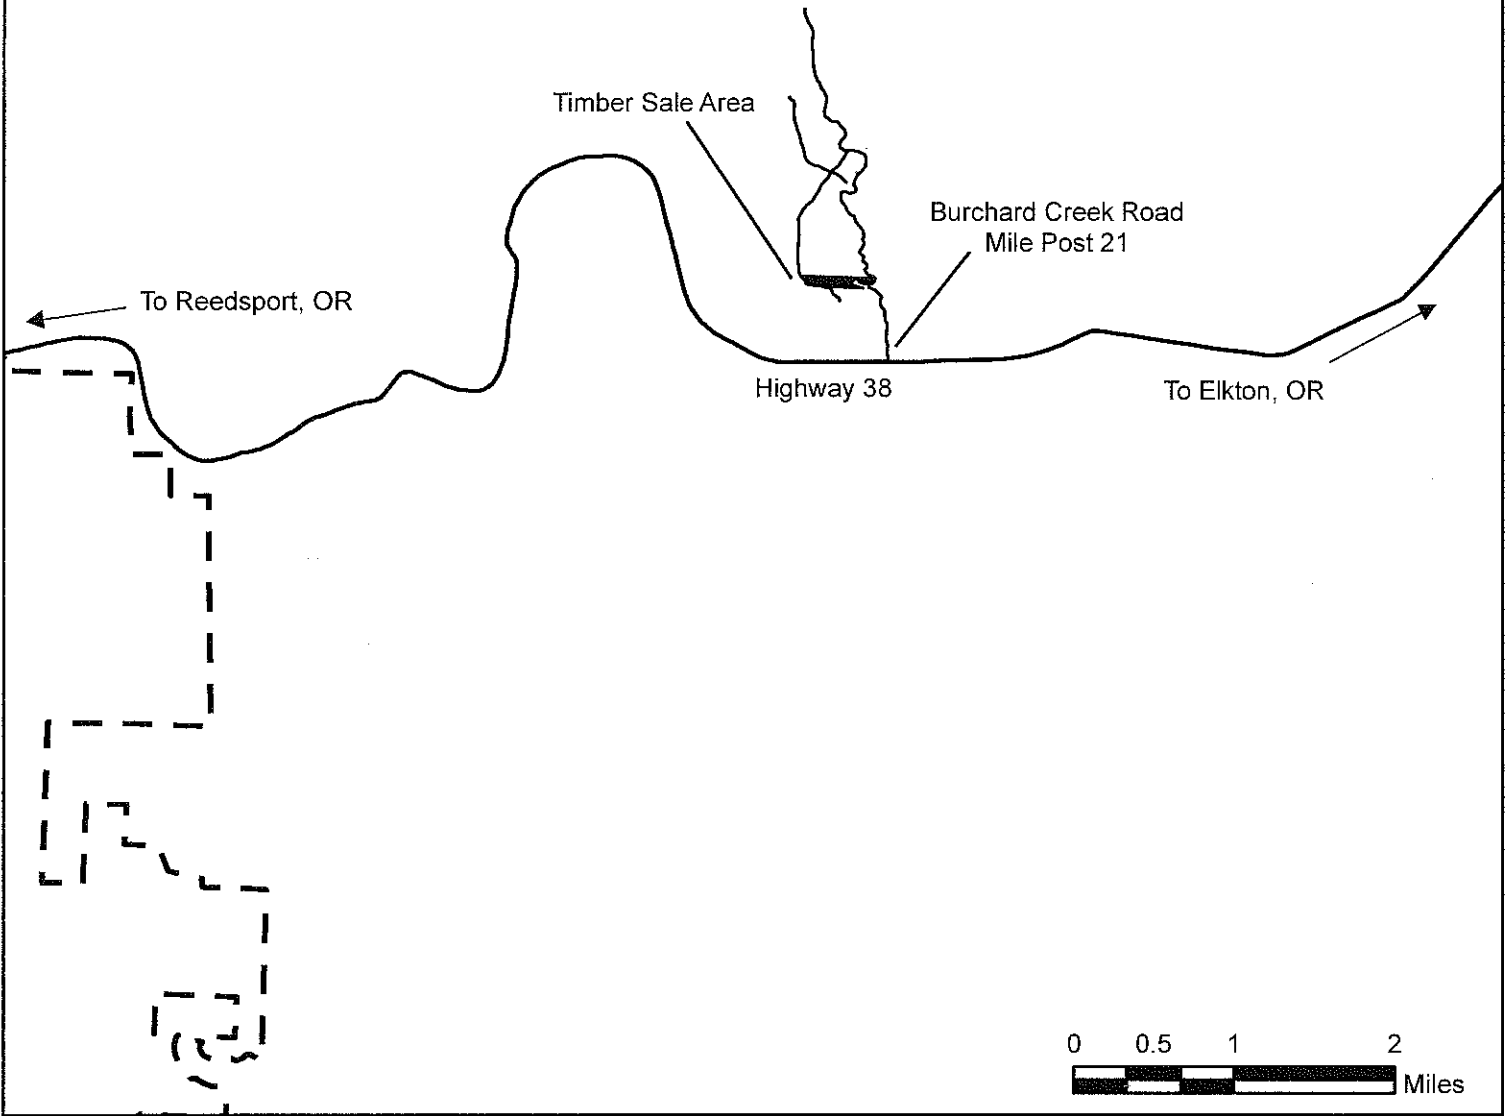 Timber Sale Area
Burchard Creek Road
Mile Post 21
To Reedsport, OR
Highway 38
To Elkton, OR
0 0.5 1 2
Miles